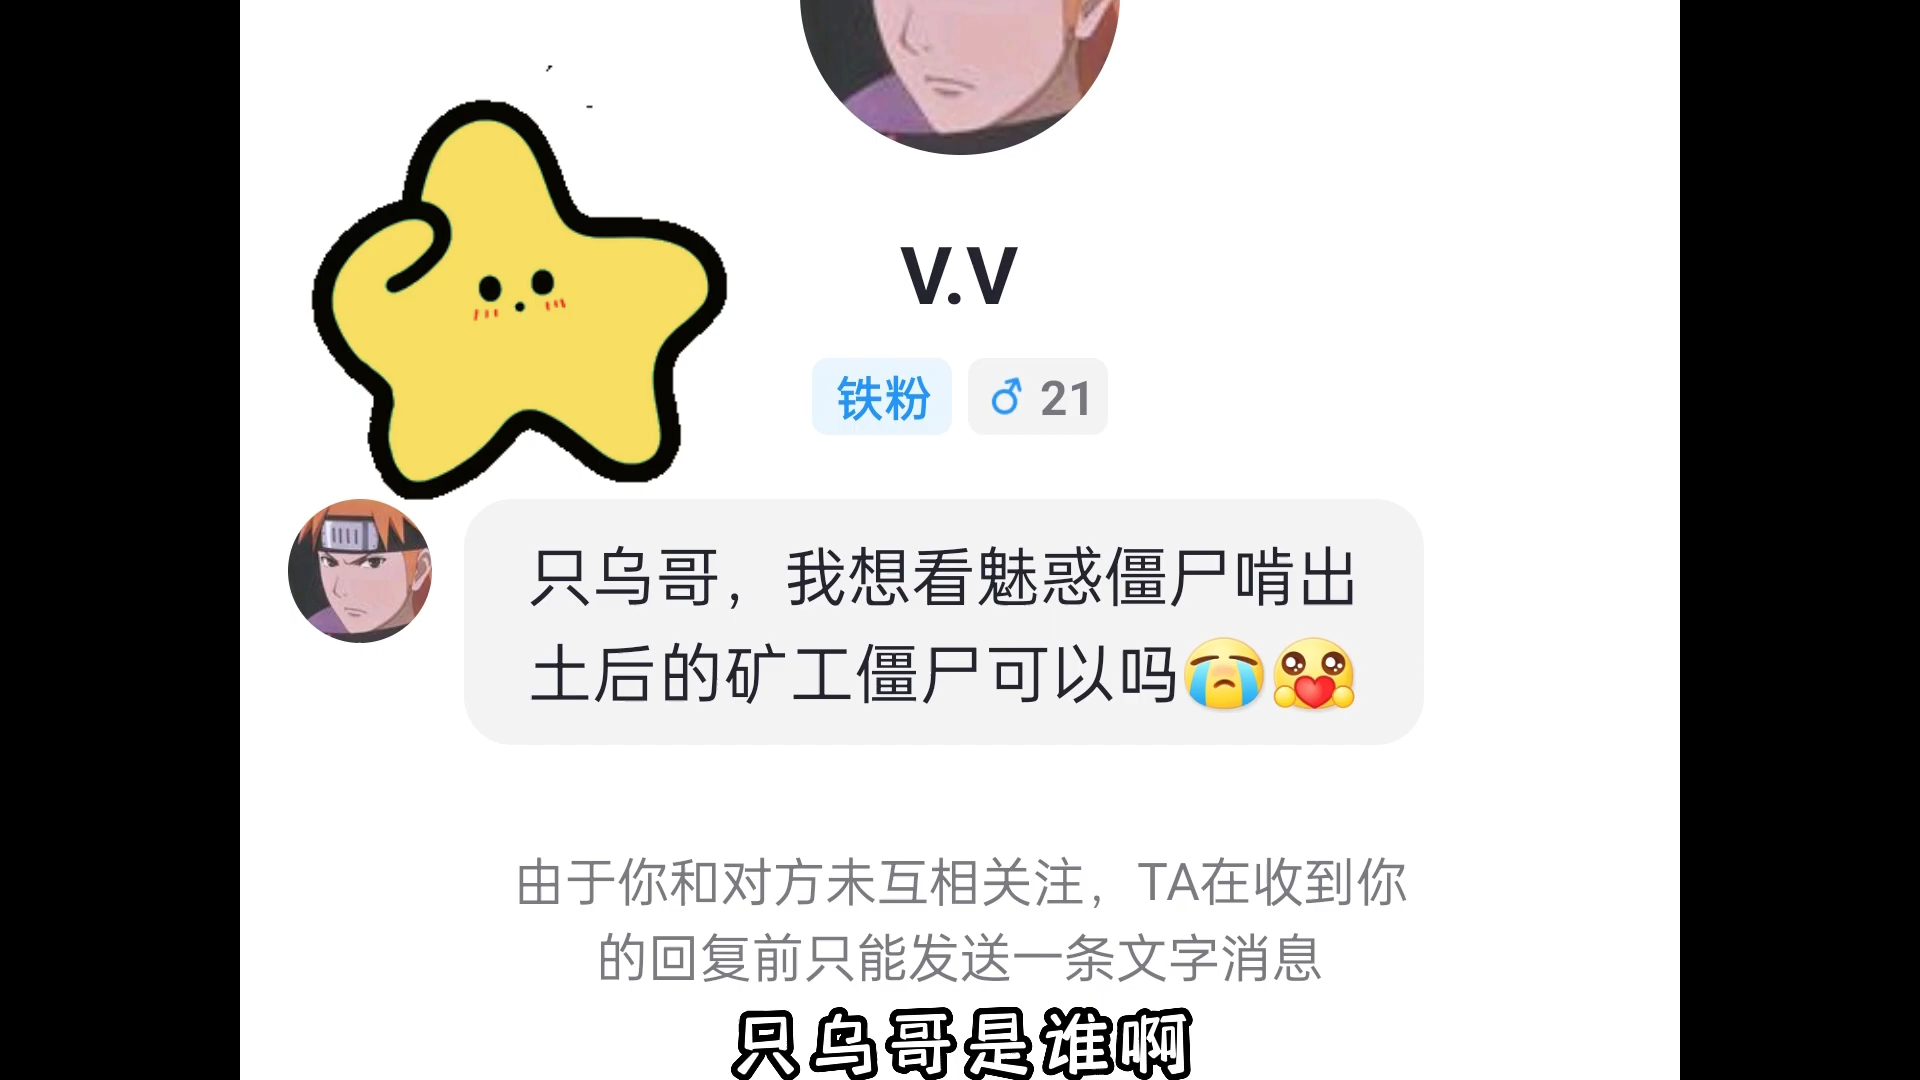 V.V
铁粉 ♂ 21
只乌哥，我想看魅惑僵尸啃出
土后的矿工僵尸可以吗😭🥰
由于你和对方未互相关注，TA在收到你
的回复前只能发送一条文字消息
只乌哥是谁啊